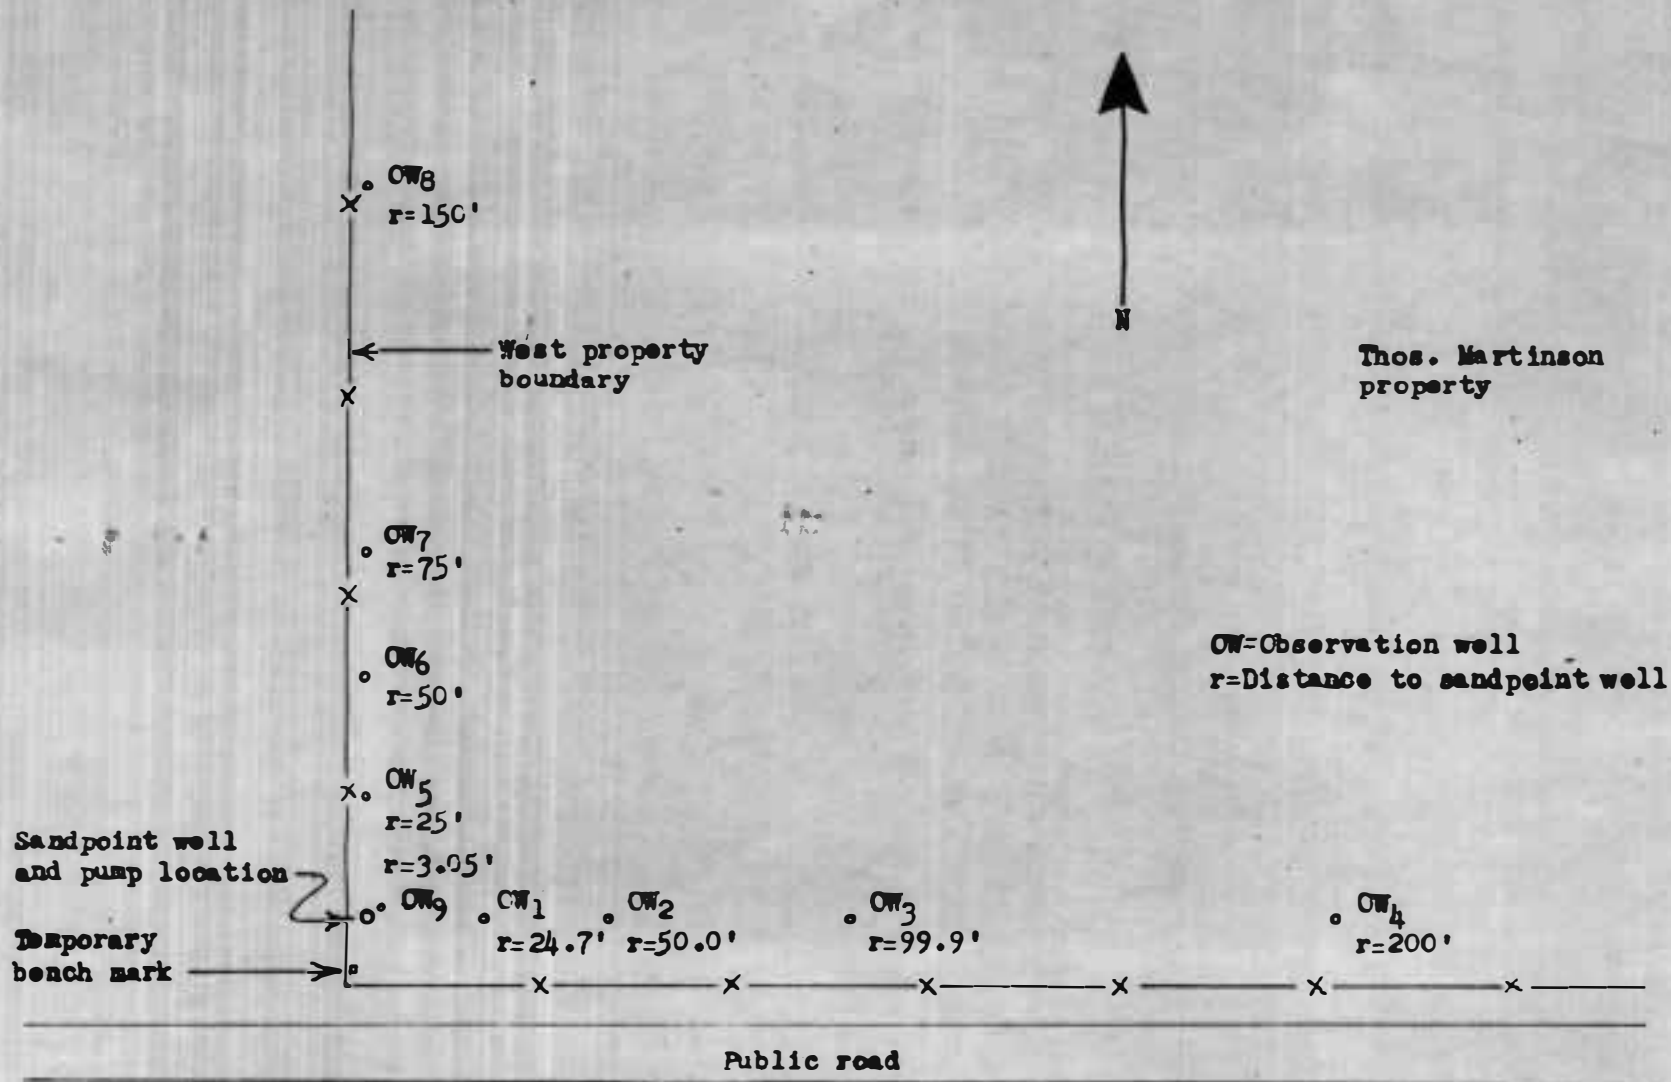 OW8
r=150'
N
West property
boundary
Thos. Martinson
property
OW7
r=75'
OW6
r=50'
OW=Observation well
r=Distance to sandpoint well
OW5
r=25'
r=3.05'
Sandpoint well
and pump location
OW9
OW1
r=24.7'
OW2
r=50.0'
OW3
r=99.9'
OW4
r=200'
Temporary
bench mark
Public road